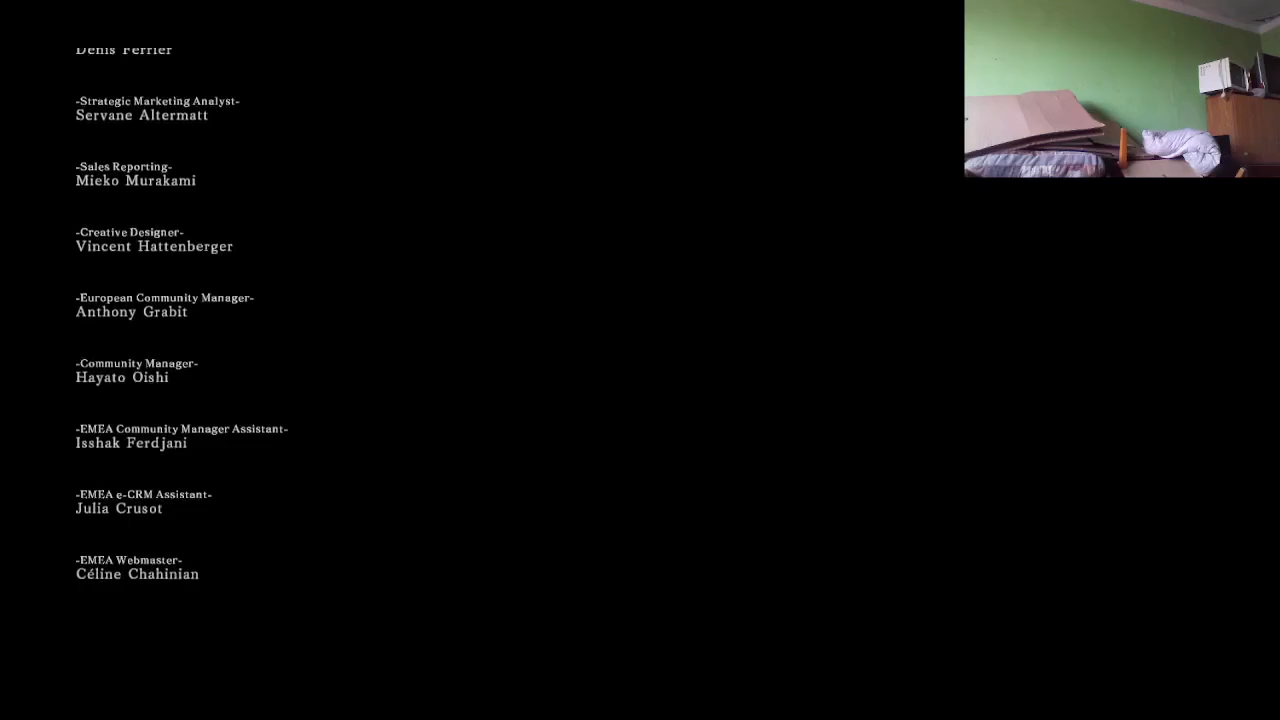 Denis Ferrier
-Strategic Marketing Analyst-
Servane Altermatt
-Sales Reporting-
Mieko Murakami
-Creative Designer-
Vincent Hattenberger
-European Community Manager-
Anthony Grabit
-Community Manager-
Hayato Oishi
-EMEA Community Manager Assistant-
Isshak Ferdjani
-EMEA e-CRM Assistant-
Julia Crusot
-EMEA Webmaster-
Céline Chahinian